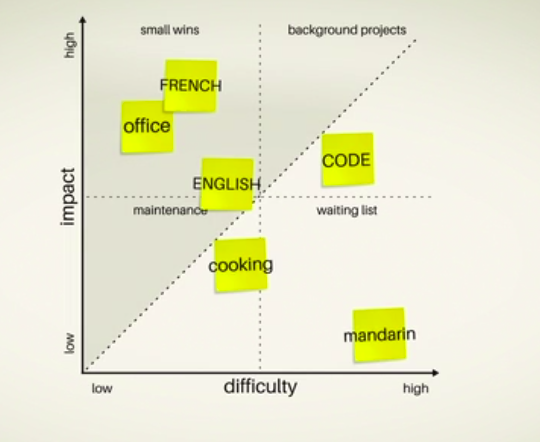 small wins
background projects
high
FRENCH
office
CODE
ENGLISH
impact
maintenance
waiting list
cooking
mandarin
low
low
difficulty
high